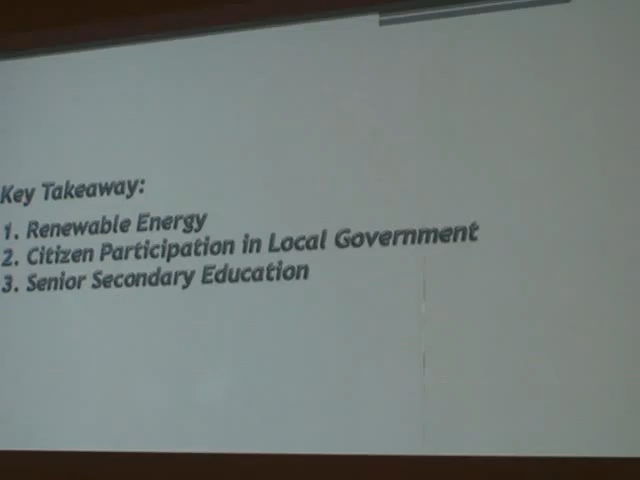 Key Takeaway:
1. Renewable Energy
2. Citizen Participation in Local Government
3. Senior Secondary Education